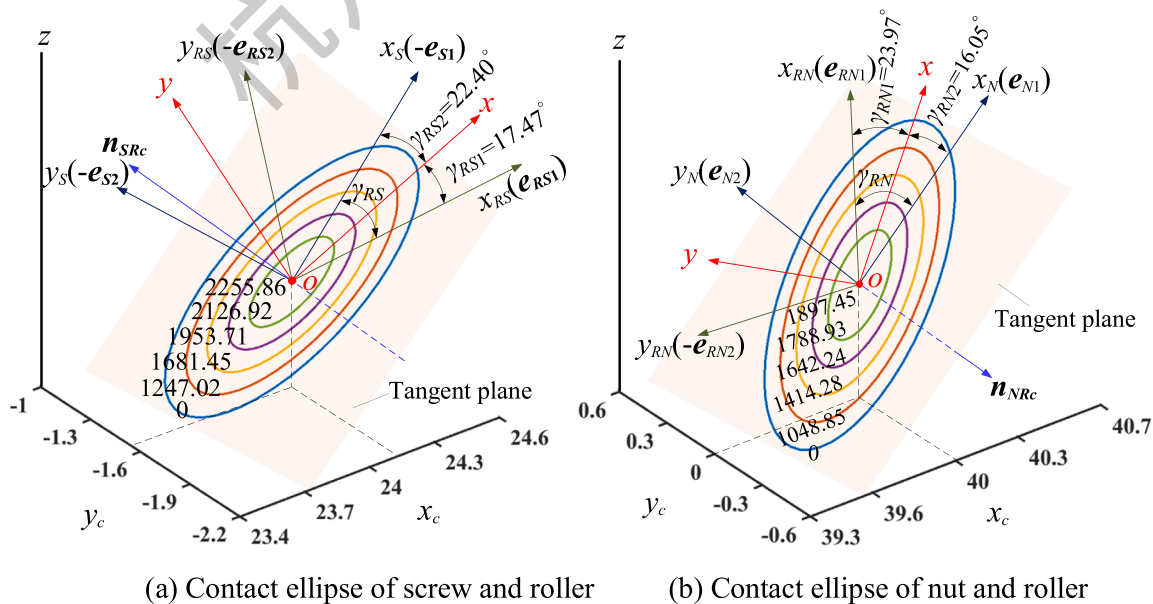 杭
z
y_RS(-e_RS2)
x_S(-e_S1)
y
γ_RS2=22.40°
x
n_SRc
γ_RS1=17.47°
y_S(-e_S2)
γ_RS
x_RS(e_RS1)
o
2255.86
2126.92
1953.71
1681.45
1247.02
0
Tangent plane
-1
-1.3
-1.6
-1.9
-2.2
y_c
23.4
23.7
24
24.3
24.6
x_c
(a) Contact ellipse of screw and roller
z
x_RN(e_RN1)
γ_RN1=23.97°
x
γ_RN2=16.05°
x_N(e_N1)
y_N(e_N2)
γ_RN
y
o
1897.45
1788.93
1642.24
1414.28
1048.85
0
y_RN(-e_RN2)
Tangent plane
n_NRc
0.6
0.3
0
-0.3
-0.6
y_c
39.3
39.6
40
40.3
40.7
x_c
(b) Contact ellipse of nut and roller